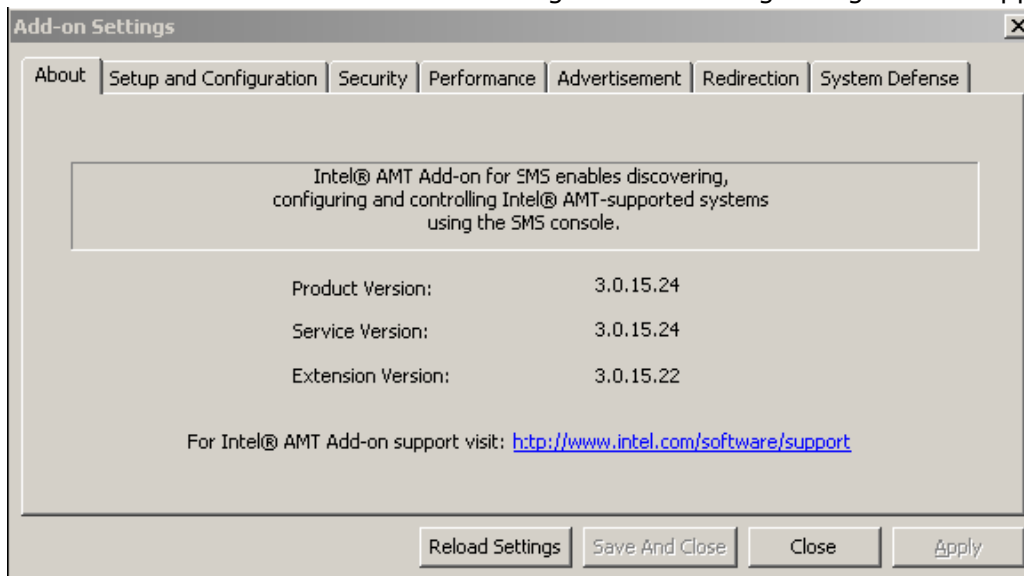 Add-on Settings
About Setup and Configuration Security Performance Advertisement Redirection System Defense
Intel® AMT Add-on for SMS enables discovering,
configuring and controlling Intel® AMT-supported systems
using the SMS console.
Product Version: 3.0.15.24
Service Version: 3.0.15.24
Extension Version: 3.0.15.22
For Intel® AMT Add-on support visit: http://www.intel.com/software/support
Reload Settings Save And Close Close Apply